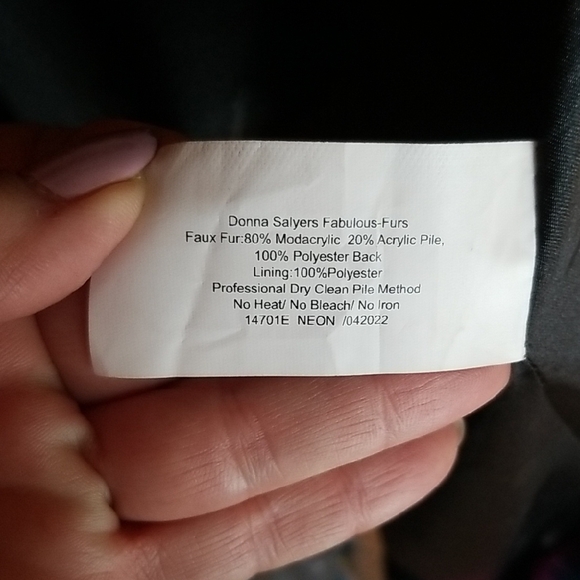 Donna Salyers Fabulous-Furs
Faux Fur:80% Modacrylic 20% Acrylic Pile,
100% Polyester Back
Lining:100%Polyester
Professional Dry Clean Pile Method
No Heat/ No Bleach/ No Iron
14701E NEON /042022